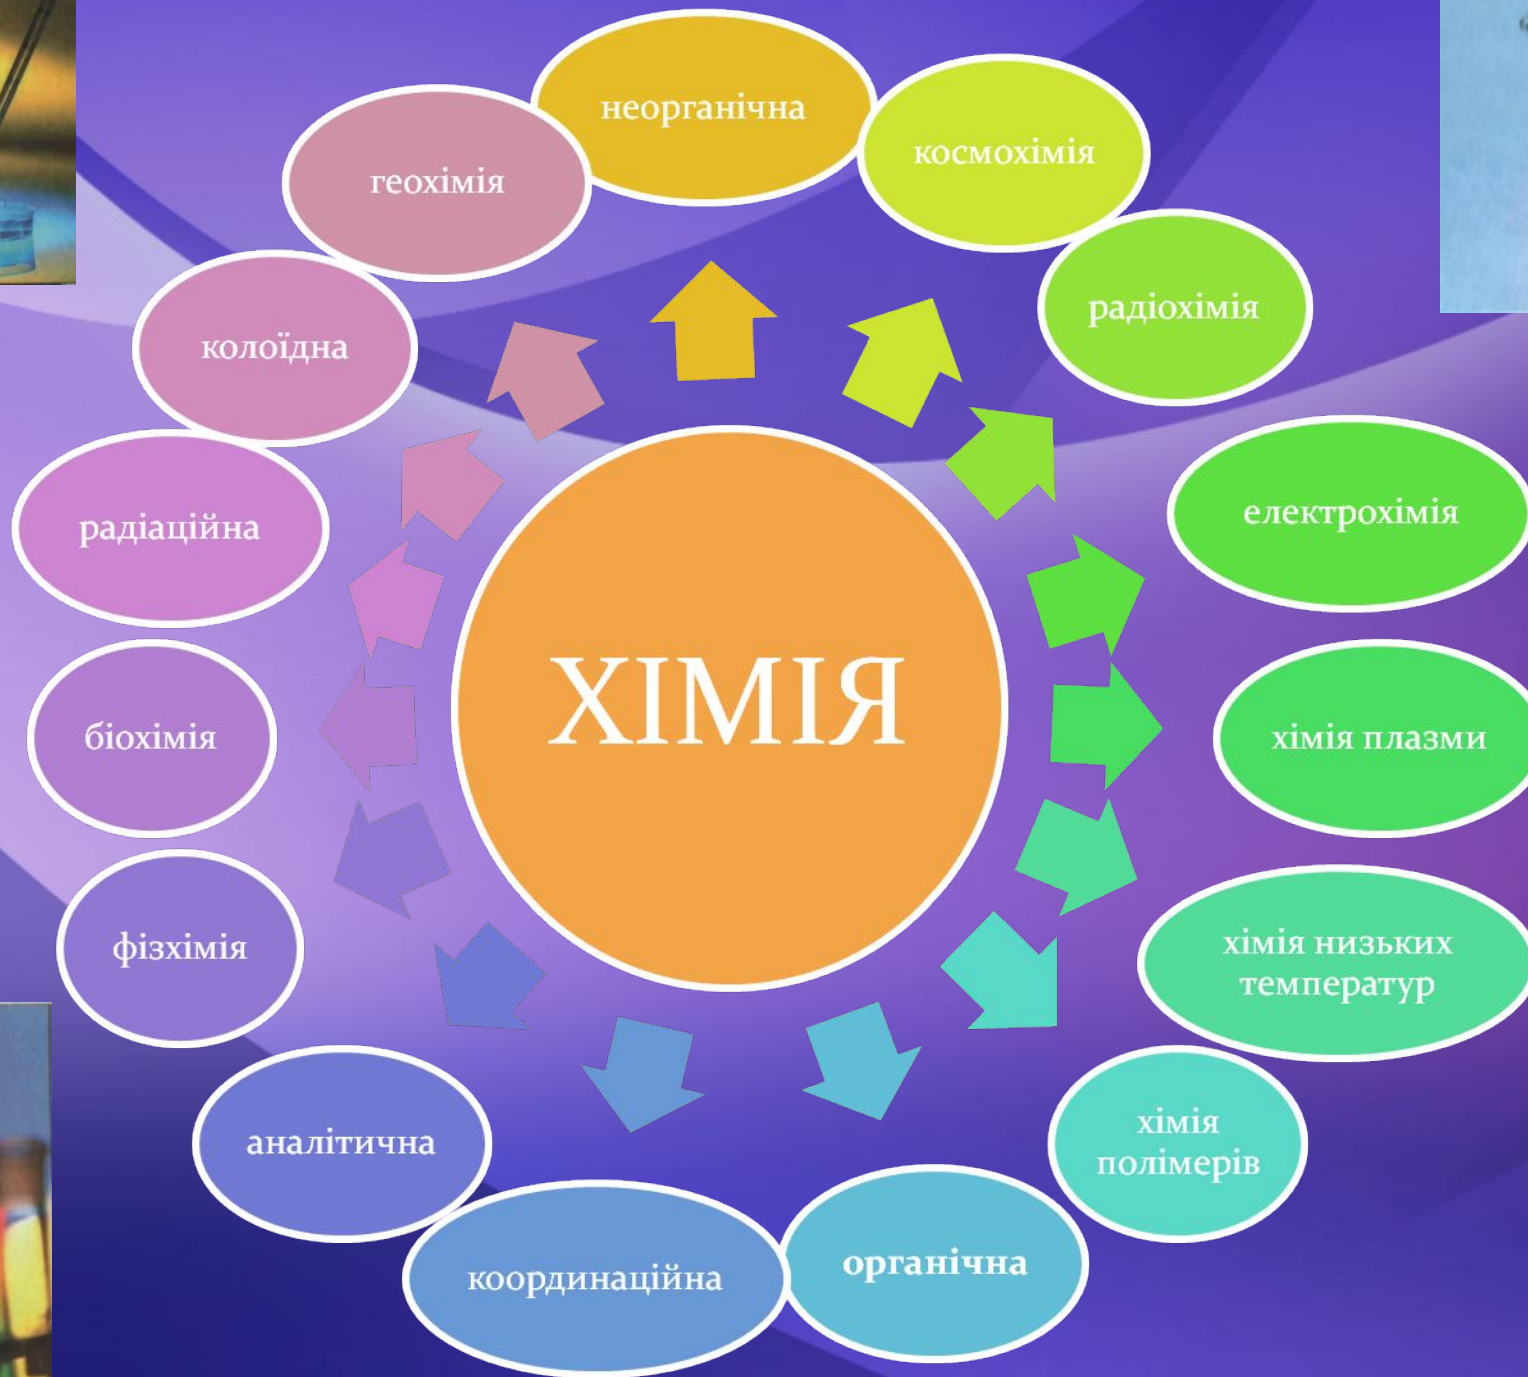 неорганічна
космохімія
радіохімія
електрохімія
хімія плазми
хімія низьких
температур
хімія
полімерів
органічна
координаційна
аналітична
фізхімія
біохімія
радіаційна
колоїдна
геохімія
ХІМІЯ